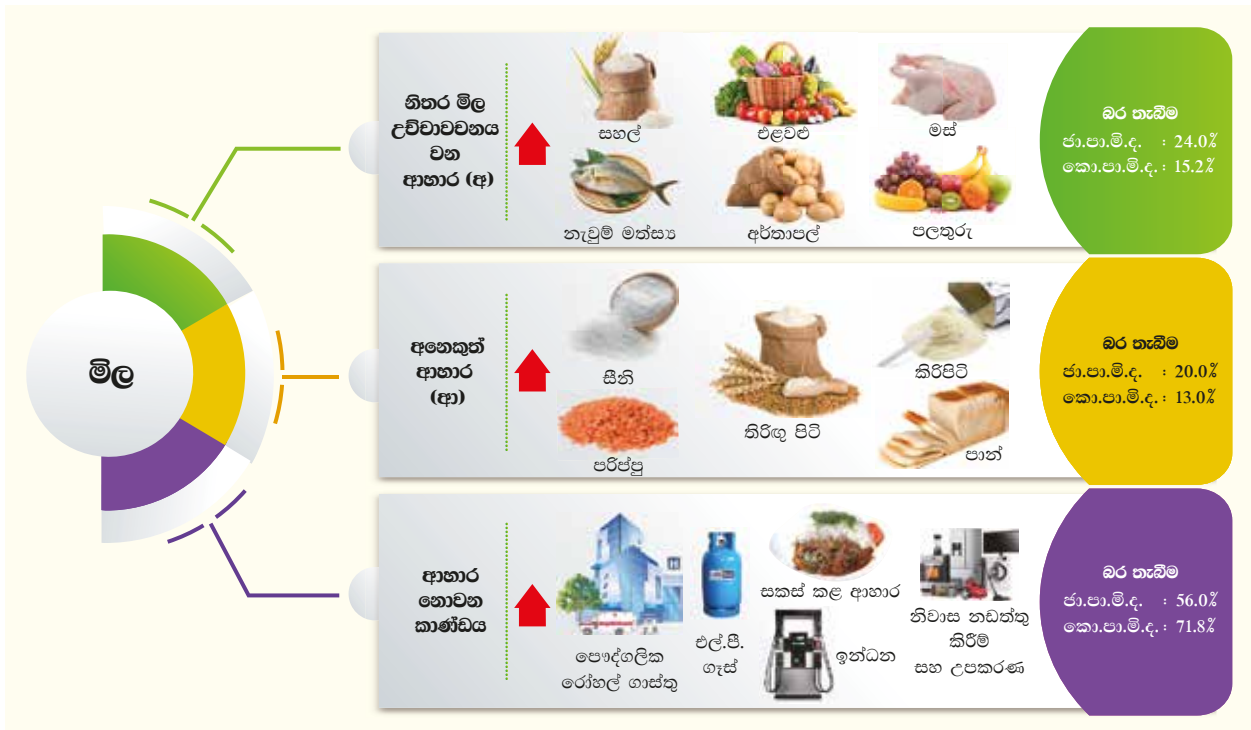 මිල
නිතර මිල
උච්චාවචනය
වන
ආහාර (අ)
සහල්
එළවළු
මස්
නැවුම් මත්ස්‍ය
අර්තාපල්
පලතුරු
බර තැබීම
ජා.පා.මි.ද. : 24.0%
කො.පා.මි.ද. : 15.2%
අනෙකුත්
ආහාර
(ආ)
සීනි
පරිප්පු
තිරිඟු පිටි
කිරිපිටි
පාන්
බර තැබීම
ජා.පා.මි.ද. : 20.0%
කො.පා.මි.ද. : 13.0%
ආහාර
නොවන
කාණ්ඩය
පෞද්ගලික
රෝහල් ගාස්තු
එල්.පී.
ගෑස්
සකස් කළ ආහාර
ඉන්ධන
නිවාස නඩත්තු
කිරීම්
සහ උපකරණ
බර තැබීම
ජා.පා.මි.ද. : 56.0%
කො.පා.මි.ද. : 71.8%